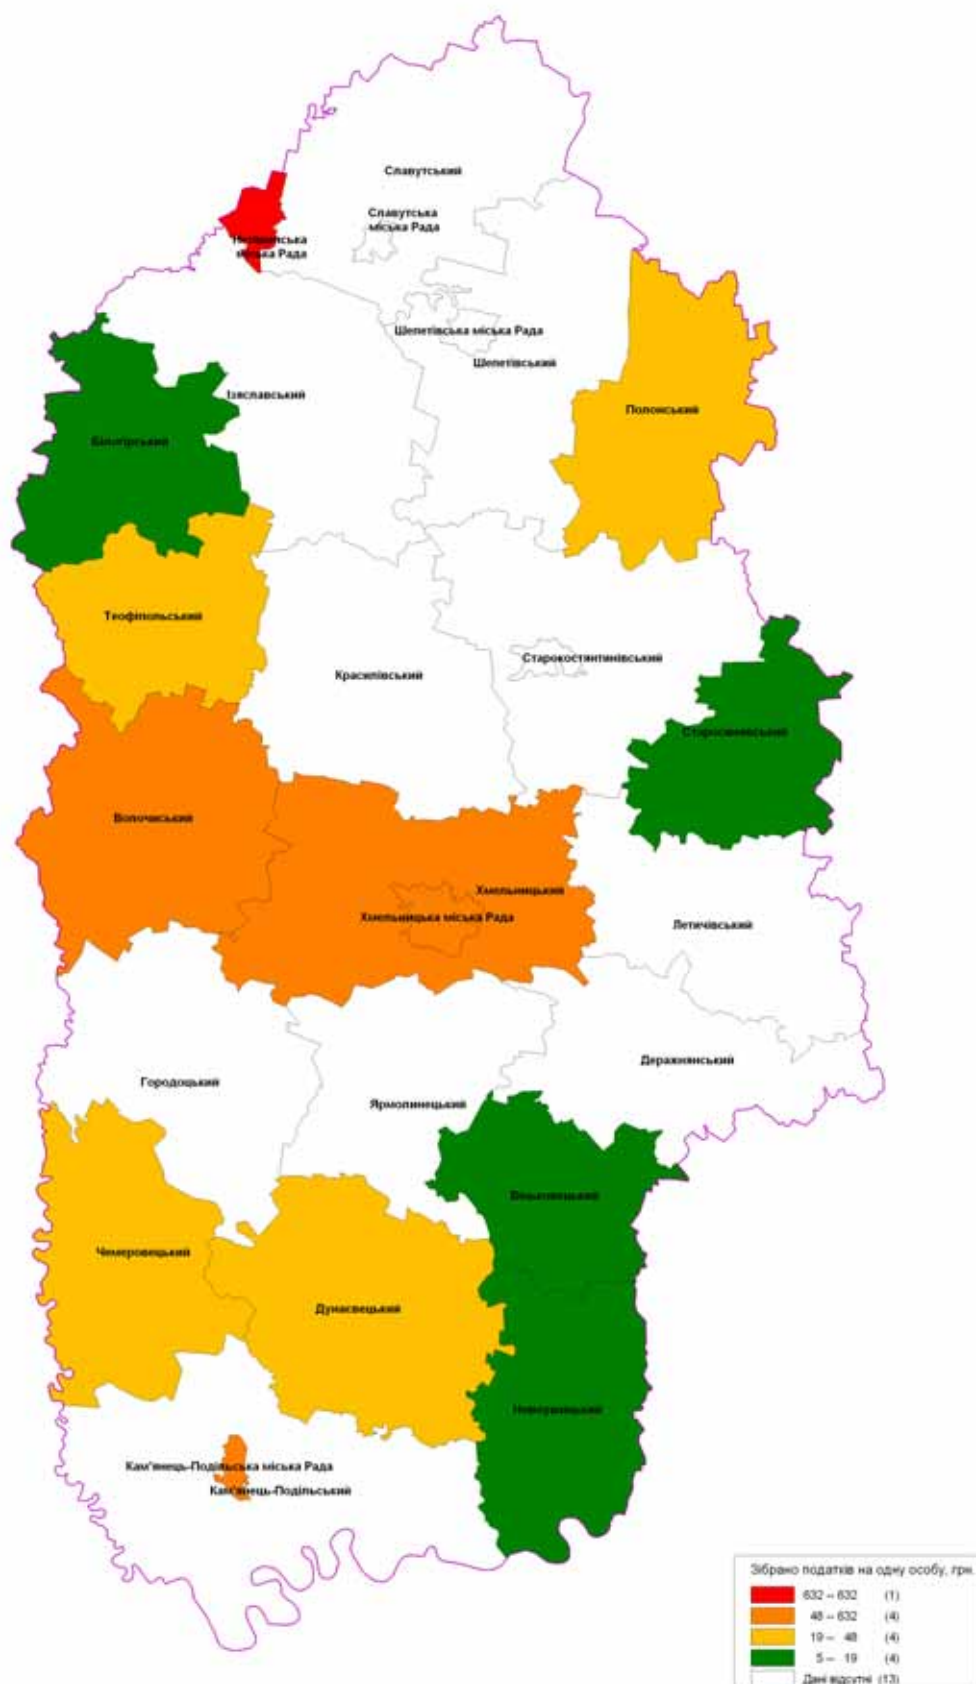 Славутський
Славутська
міська Рада
міська Рада
Шепетівська міська Рада
Шепетівський
Ізяславський
Полонський
Білогірський
Теофіпольський
Старокостянтинівський
Красилівський
Старосинявський
Волочиський
Хмельницький
Хмельницька міська Рада
Летичівський
Деражнянський
Городоцький
Ярмолинецький
Віньковецький
Чемеровецький
Дунаєвецький
Новоушицький
Кам'янець-Подільська міська Рада
Кам'янець-Подільський
Зібрано податків на одну особу, грн.
632 – 632 (1)
48 – 632 (4)
19 – 48 (4)
5 – 19 (4)
Дані відсутні (13)